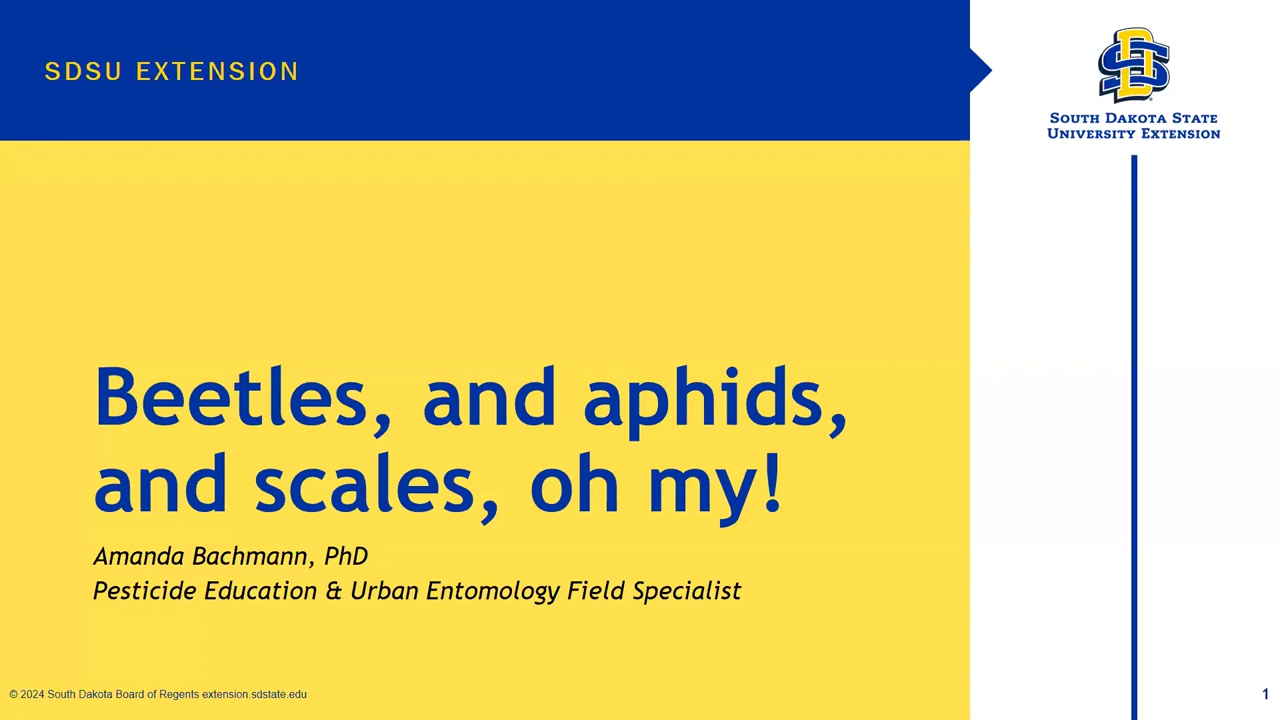 SDSU EXTENSION
SOUTH DAKOTA STATE
UNIVERSITY EXTENSION
Beetles, and aphids,
and scales, oh my!
Amanda Bachmann, PhD
Pesticide Education & Urban Entomology Field Specialist
© 2024 South Dakota Board of Regents extension.sdstate.edu
1